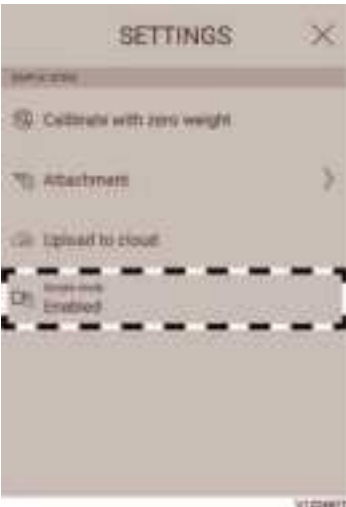 SETTINGS
Calibrate with zero weight
Attachment
Upload to cloud
Enabled